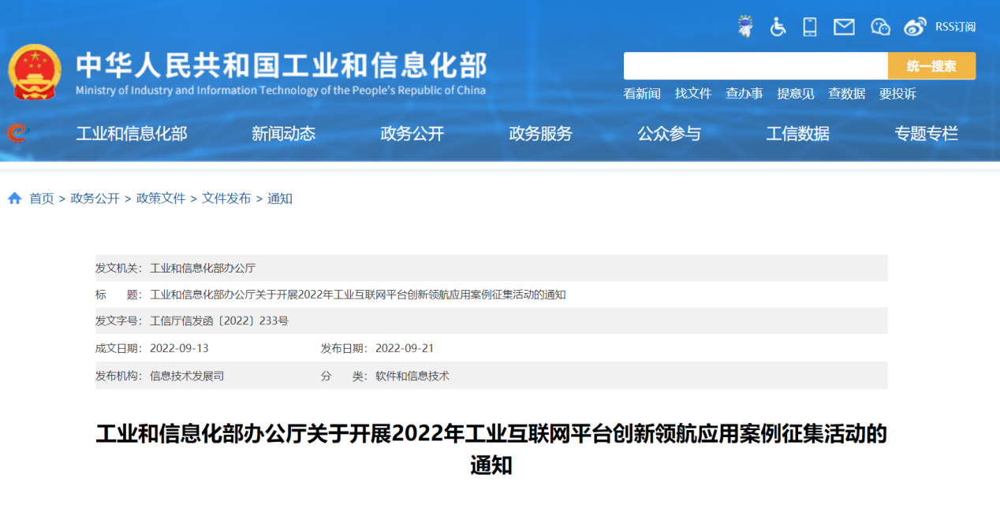 RSS订阅
中华人民共和国工业和信息化部
Ministry of Industry and Information Technology of the People's Republic of China
统一搜索
看新闻 找文件 查办事 提意见 查数据 要投诉
工业和信息化部 新闻动态 政务公开 政务服务 公众参与 工信数据 专题专栏
首页 > 政务公开 > 政策文件 > 文件发布 > 通知
发文机关： 工业和信息化部办公厅
标 题： 工业和信息化部办公厅关于开展2022年工业互联网平台创新领航应用案例征集活动的通知
发文字号： 工信厅信发函〔2022〕233号
成文日期： 2022-09-13 发布日期： 2022-09-21
发布机构： 信息技术发展司 分 类： 软件和信息技术
工业和信息化部办公厅关于开展2022年工业互联网平台创新领航应用案例征集活动的
通知